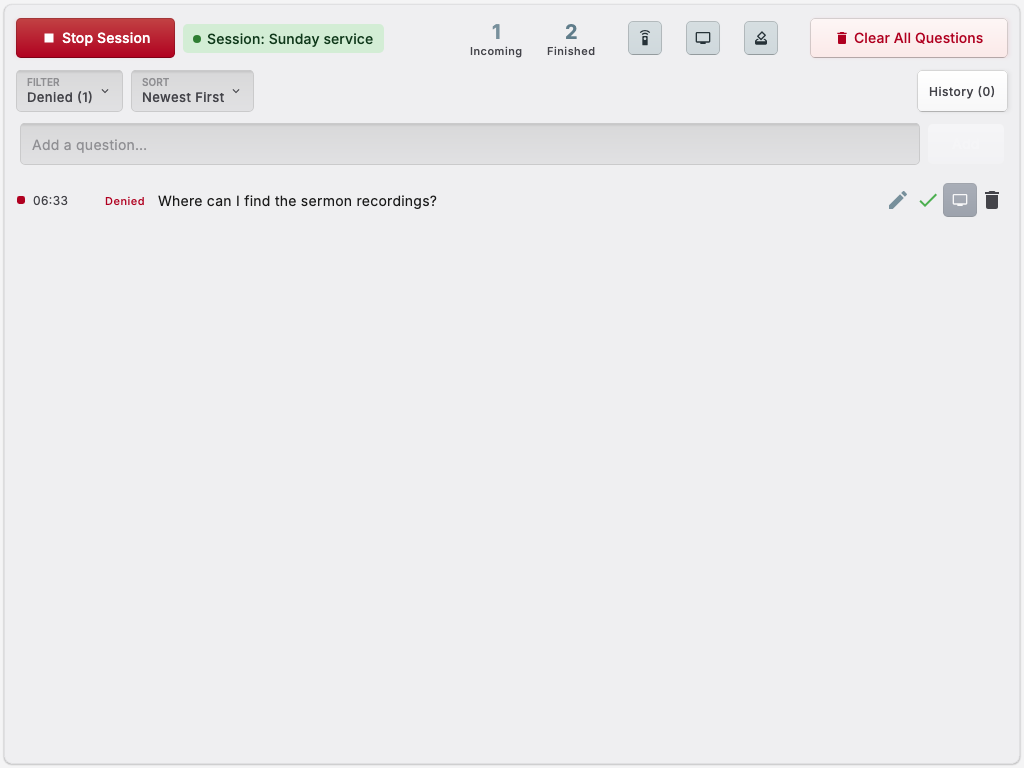 Stop Session
Session: Sunday service
1
Incoming
2
Finished
Clear All Questions
FILTER
Denied (1)
SORT
Newest First
History (0)
Add a question...
06:33 Denied Where can I find the sermon recordings?